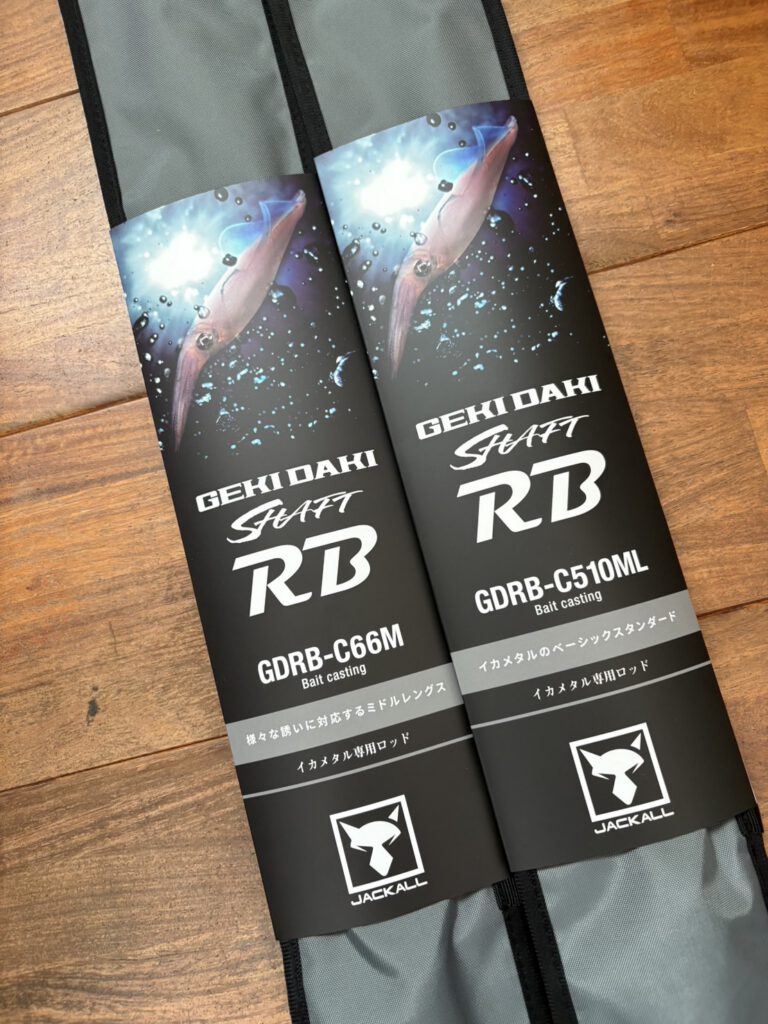 GEKI DAKI
SHAFT
RB
GDRB-C66M
Bait casting
様々な誘いに対応するミドルレングス
イカメタル専用ロッド
JACKALL
GEKI DAKI
SHAFT
RB
GDRB-C510ML
Bait casting
イカメタルのベーシックスタンダード
イカメタル専用ロッド
JACKALL